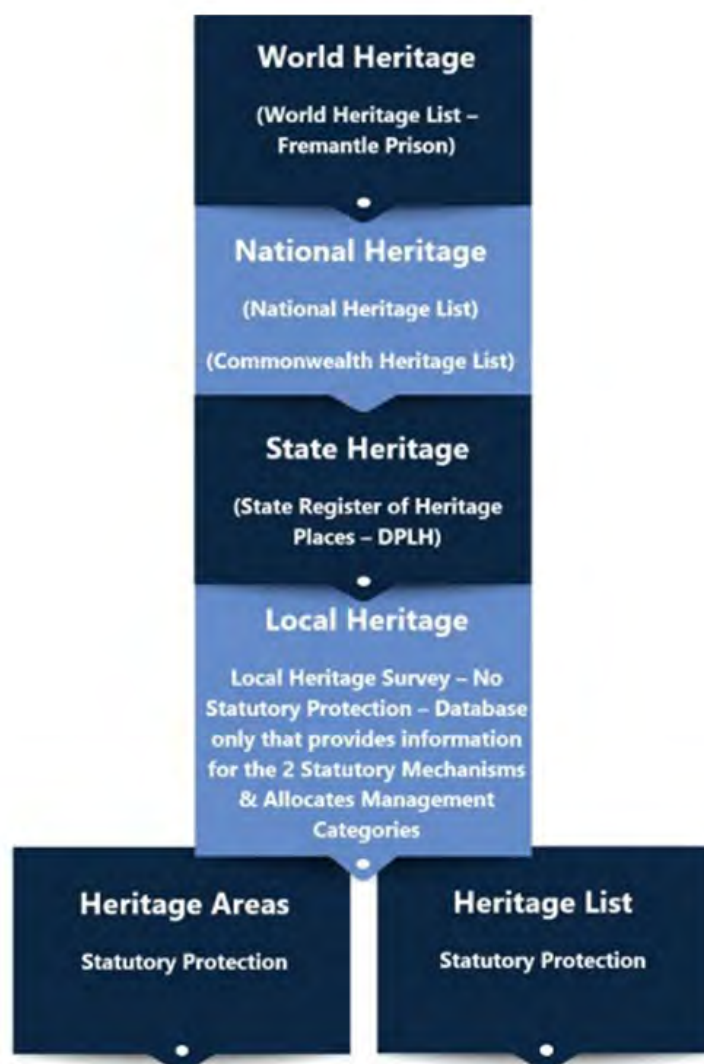 World Heritage
(World Heritage List –
Fremantle Prison)
National Heritage
(National Heritage List)
(Commonwealth Heritage List)
State Heritage
(State Register of Heritage
Places – DPLH)
Local Heritage
Local Heritage Survey – No
Statutory Protection – Database
only that provides information
for the 2 Statutory Mechanisms
& Allocates Management
Categories
Heritage Areas
Statutory Protection
Heritage List
Statutory Protection